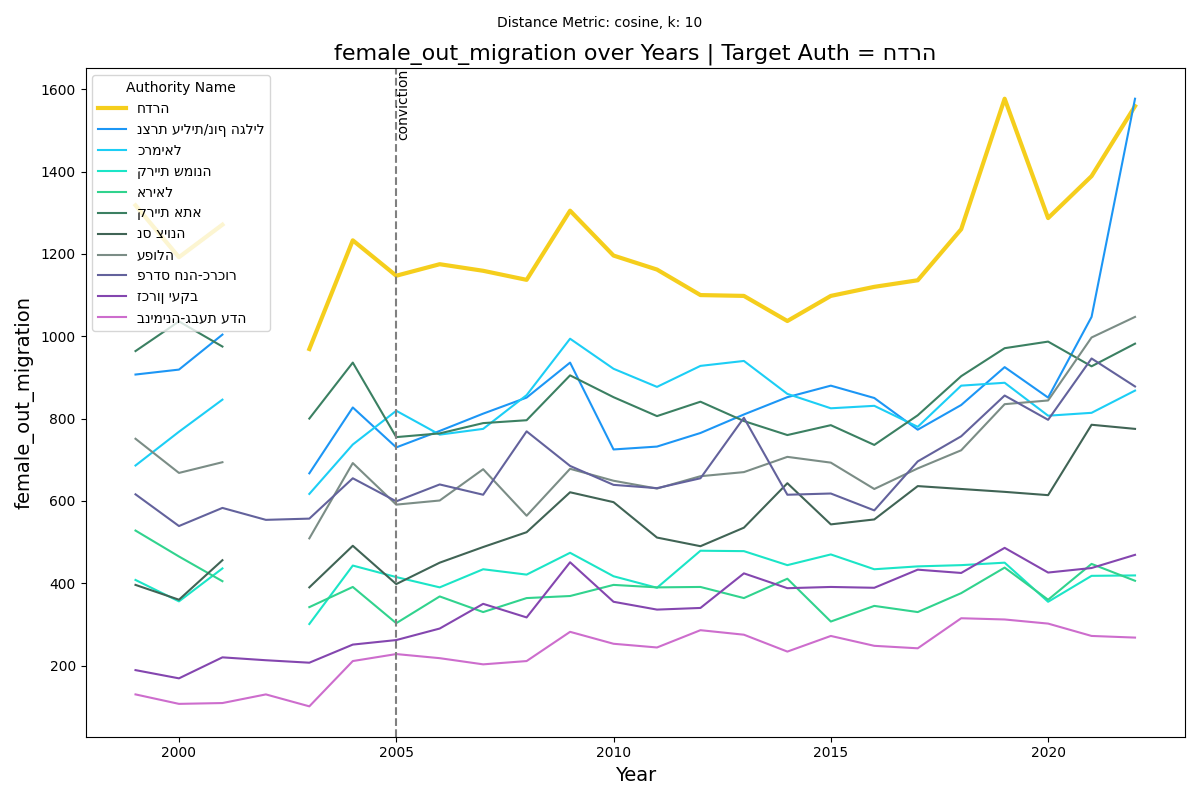 Distance Metric: cosine, k: 10
female_out_migration over Years | Target Auth = חדרה
Authority Name
חדרה
נצרת עילית/נוף הגליל
כרמיאל
קריית שמונה
אריאל
קריית אתא
נס ציונה
עפולה
פרדס חנה-כרכור
זכרון יעקב
בנימינה-גבעת עדה
conviction
1600
1400
1200
1000
800
600
400
200
female_out_migration
2000 2005 2010 2015 2020
Year